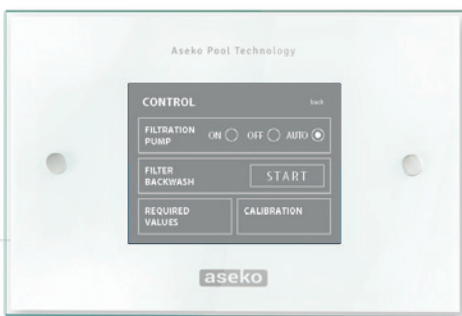 Aseko Pool Technology
CONTROL back
FILTRATION PUMP ON OFF AUTO
FILTER BACKWASH START
REQUIRED VALUES CALIBRATION
aseko